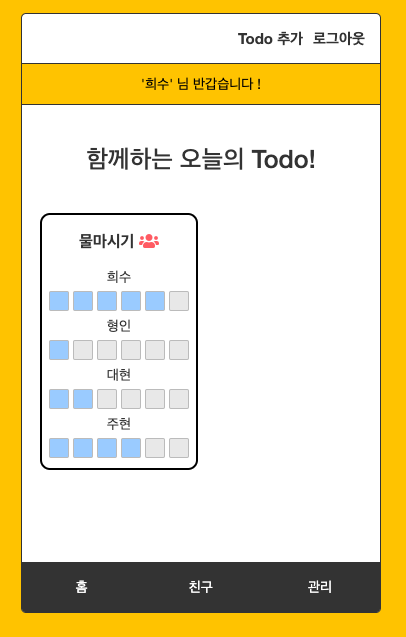 Todo 추가 로그아웃
'희수' 님 반갑습니다 !
함께하는 오늘의 Todo!
물마시기
희수
형인
대현
주현
홈 친구 관리